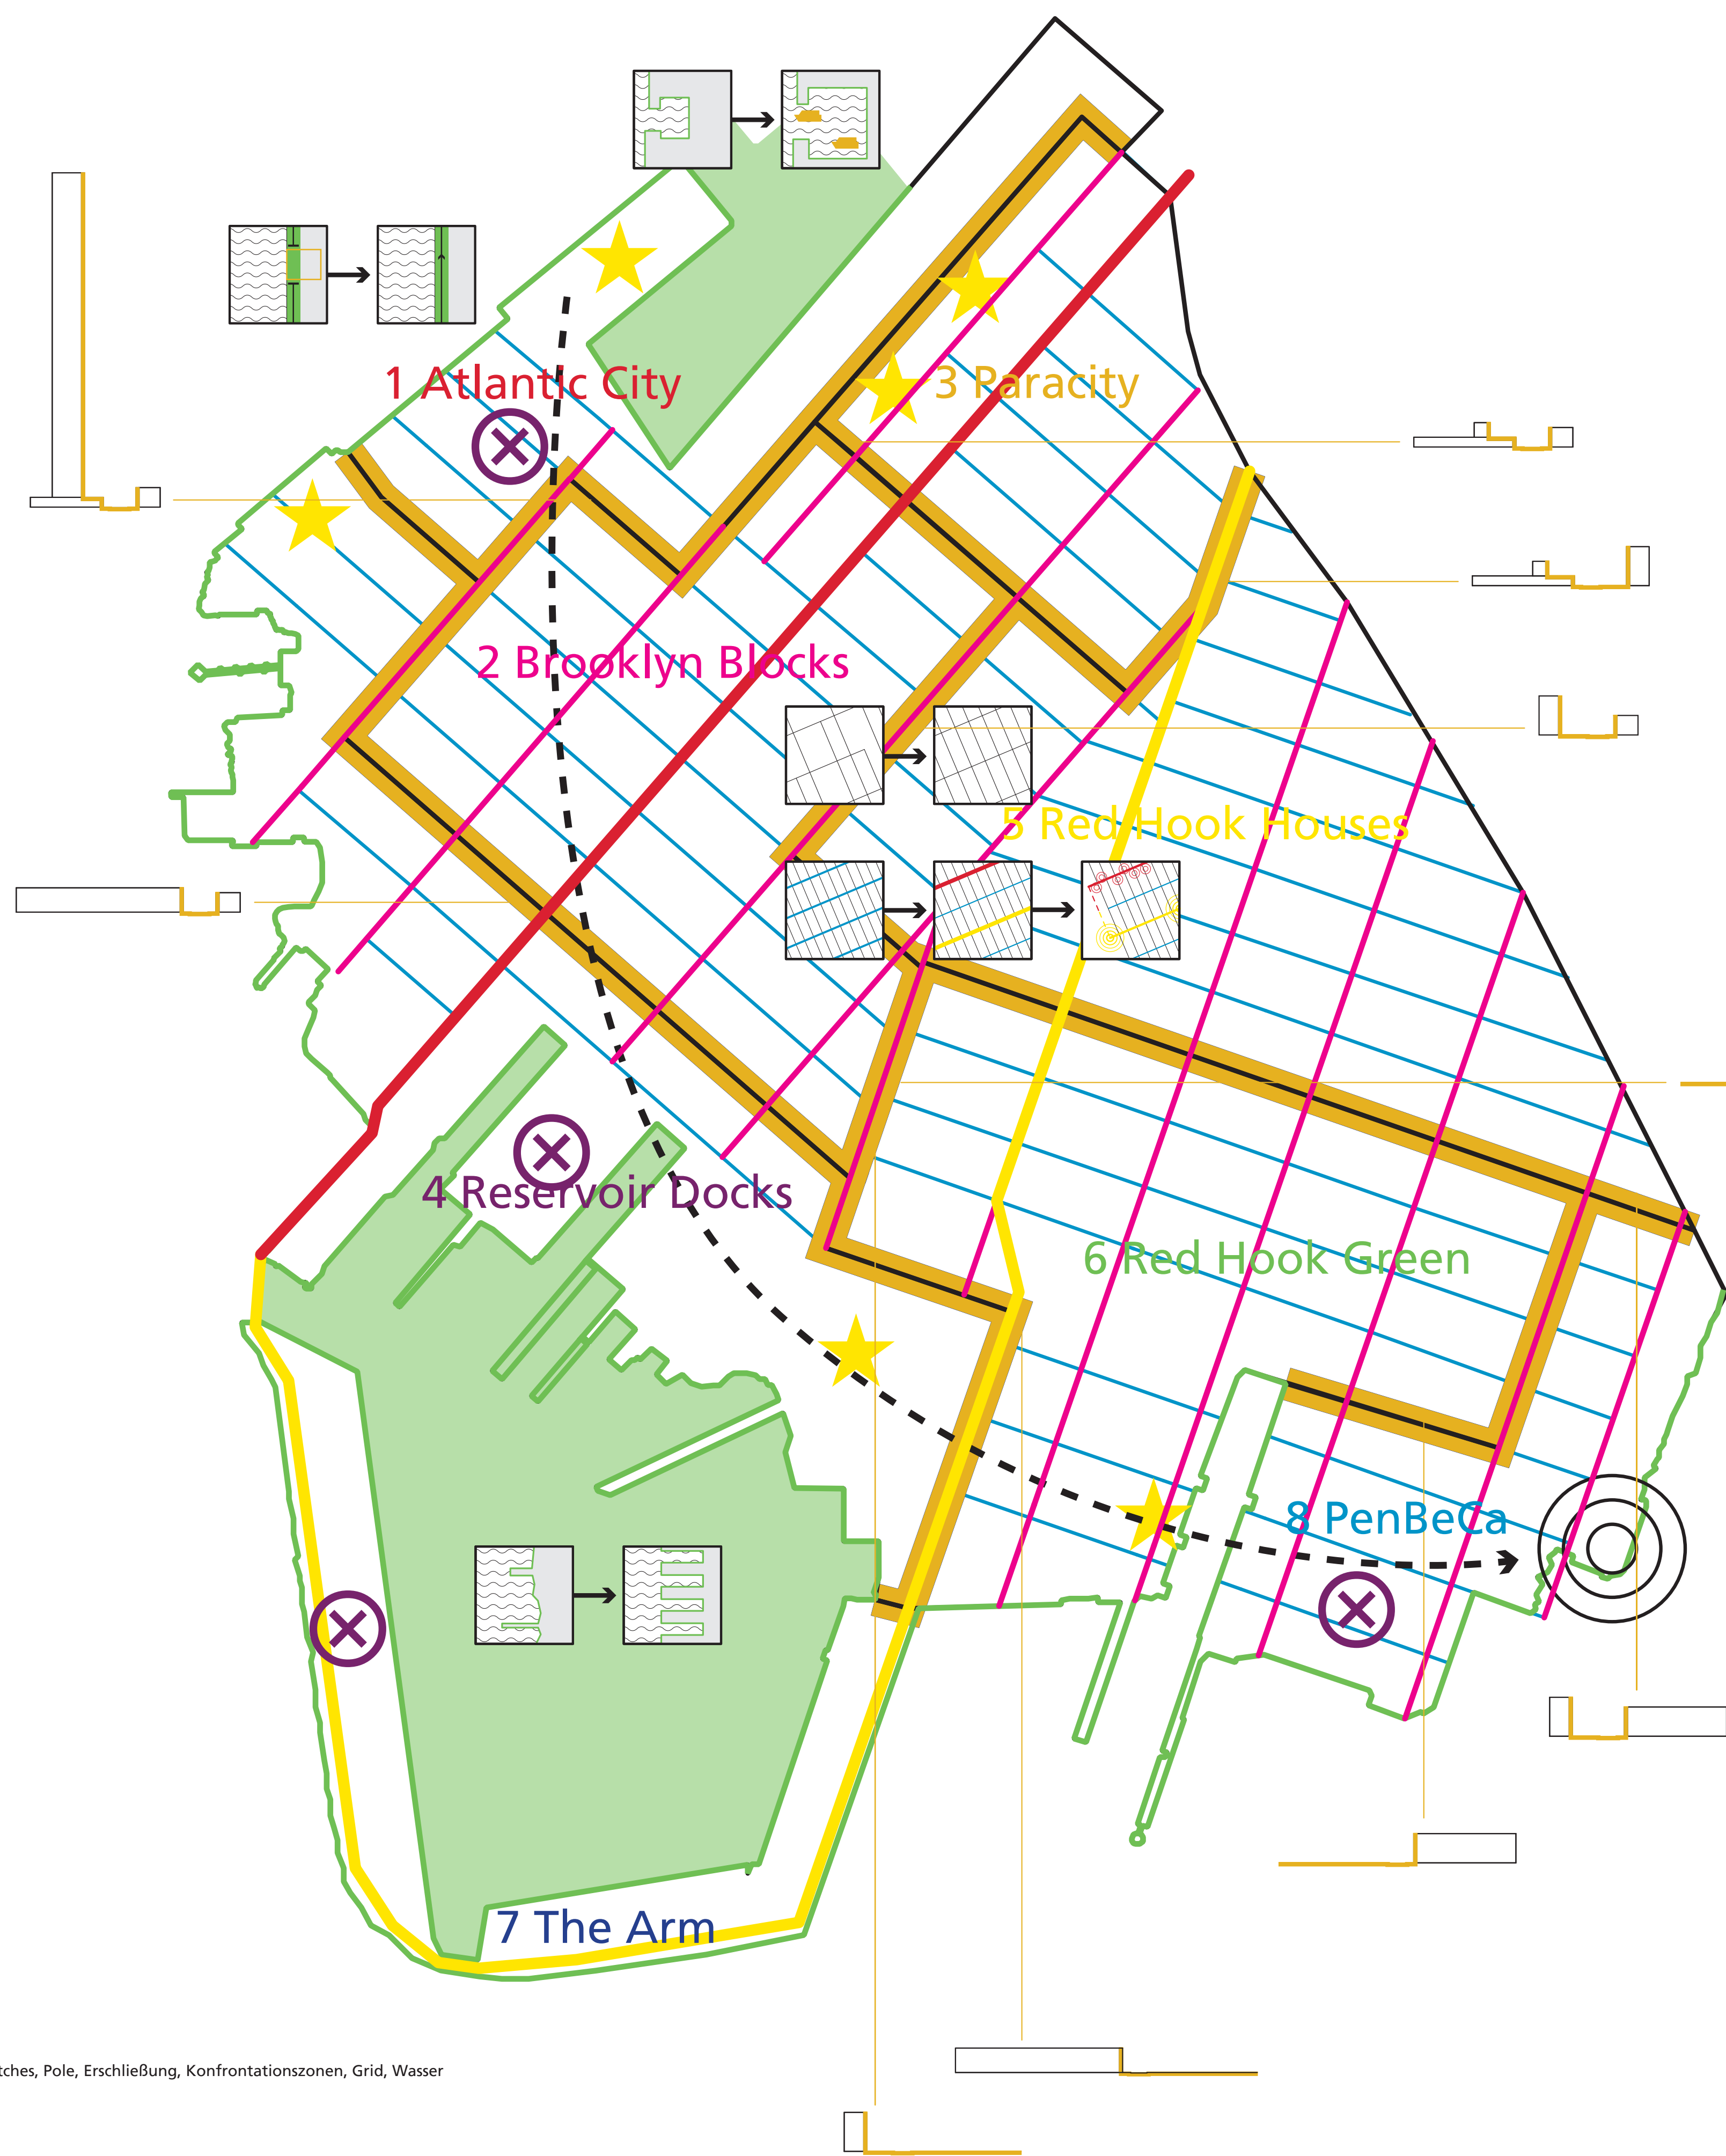 1 Atlantic City
3 Paracity
2 Brooklyn Blocks
5 Red Hook Houses
4 Reservoir Docks
6 Red Hook Green
8 PenBeCa
7 The Arm
Pole, Erschließung, Konfrontationszonen, Grid, Wasser